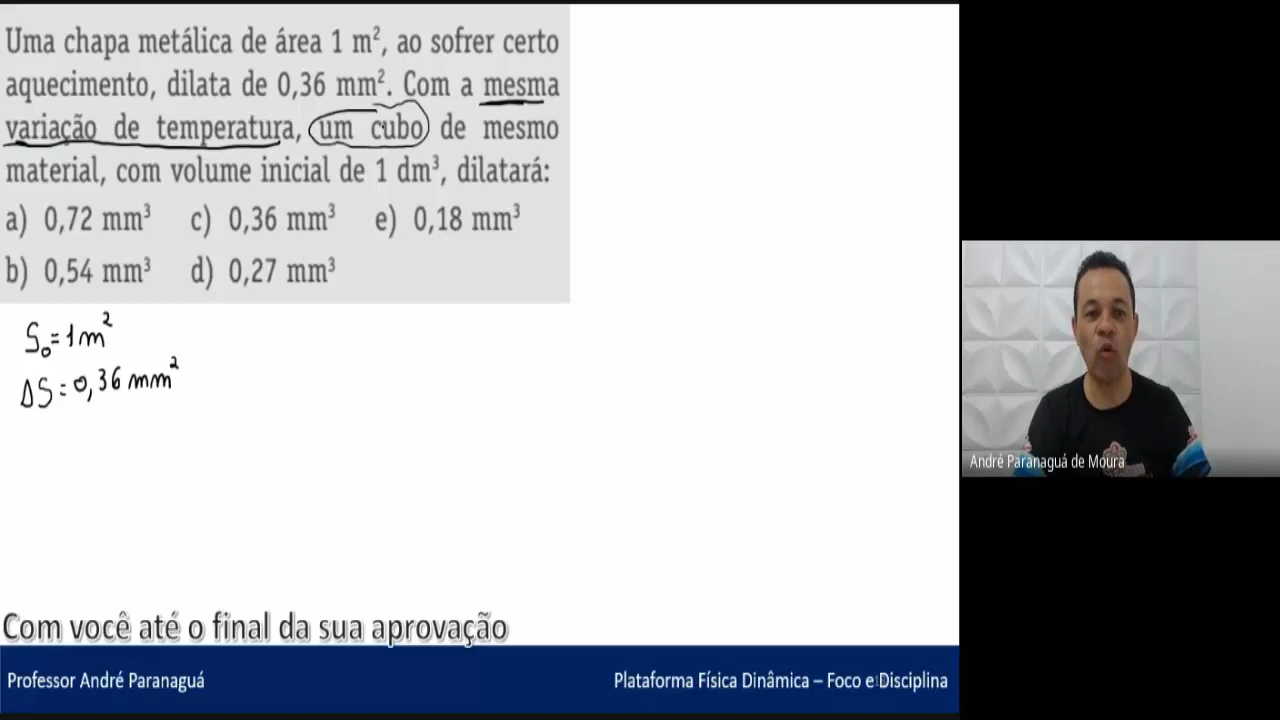 Uma chapa metálica de área 1 m², ao sofrer certo
aquecimento, dilata de 0,36 mm². Com a mesma
variação de temperatura, um cubo de mesmo
material, com volume inicial de 1 dm³, dilatará:
a) 0,72 mm³ c) 0,36 mm³ e) 0,18 mm³
b) 0,54 mm³ d) 0,27 mm³
S₀=1m²
ΔS=0,36 mm²
André Paranaguá de Moura
Com você até o final da sua aprovação
Professor André Paranaguá Plataforma Física Dinâmica – Foco e Disciplina